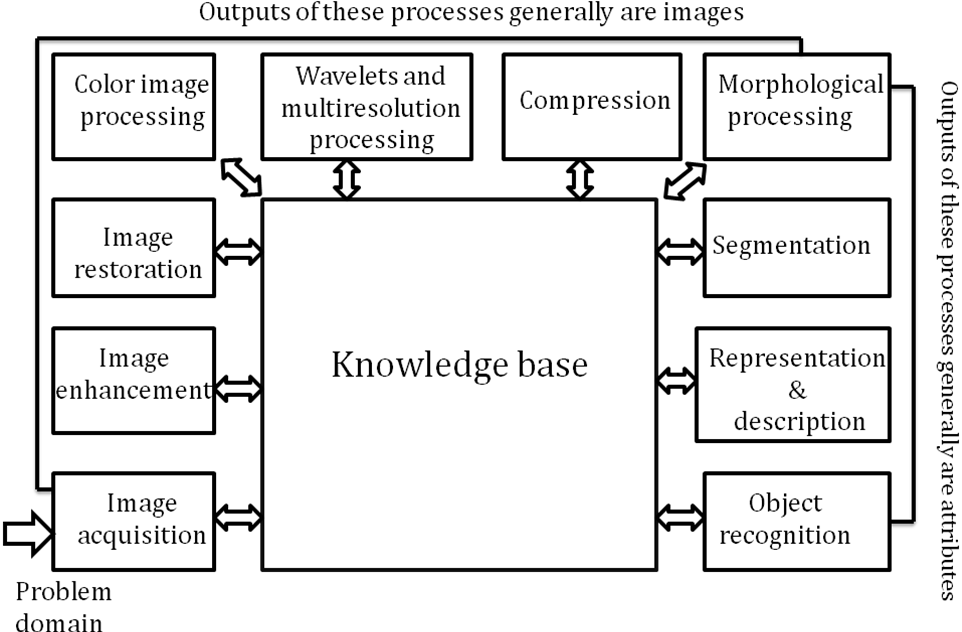 Outputs of these processes generally are images
Color image
processing
Wavelets and
multiresolution
processing
Compression
Morphological
processing
Outputs of these processes generally are attributes
Image
restoration
Segmentation
Image
enhancement
Knowledge base
Representation
&
description
Image
acquisition
Object
recognition
Problem
domain